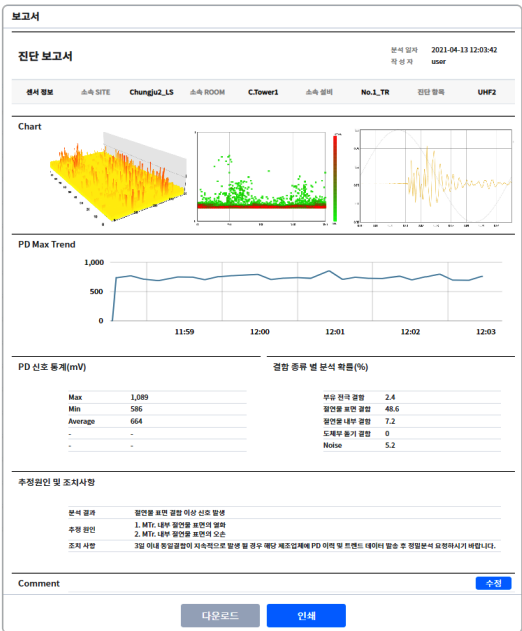 보고서
진단 보고서
분석 일자 2021-04-13 12:03:42
작 성 자 user
센서 정보 소속 SITE Chungju2_LS 소속 ROOM C.Tower1 소속 설비 No.1_TR 진단 항목 UHF2
Chart
PD Max Trend
1,000
500
0
11:59 12:00 12:01 12:02 12:03
PD 신호 통계(mV)
Max 1,089
Min 586
Average 664
- -
- -
결함 종류 별 분석 확률(%)
부유 전극 결함 2.4
절연물 표면 결함 48.6
절연물 내부 결함 7.2
도체부 돌기 결함 0
Noise 5.2
추정원인 및 조치사항
분석 결과 절연물 표면 결함 이상 신호 발생
추정 원인 1. MTr. 내부 절연물 표면의 열화
2. MTr. 내부 절연물 표면의 오손
조치 사항 3일 이내 동일결함이 지속적으로 발생 될 경우 해당 제조업체에 PD 이력 및 트렌드 데이터 발송 후 정밀분석 요청하시기 바랍니다.
Comment
수정
다운로드 인쇄